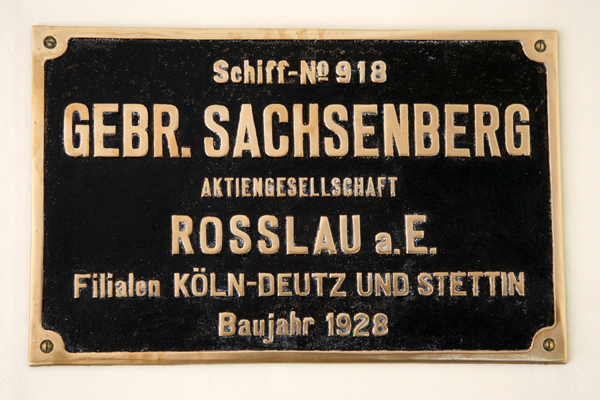 Schiff-No 918
GEBR. SACHSENBERG
AKTIENGESELLSCHAFT
ROSSLAU a.E.
Filialen KÖLN-DEUTZ UND STETTIN
Baujahr 1928